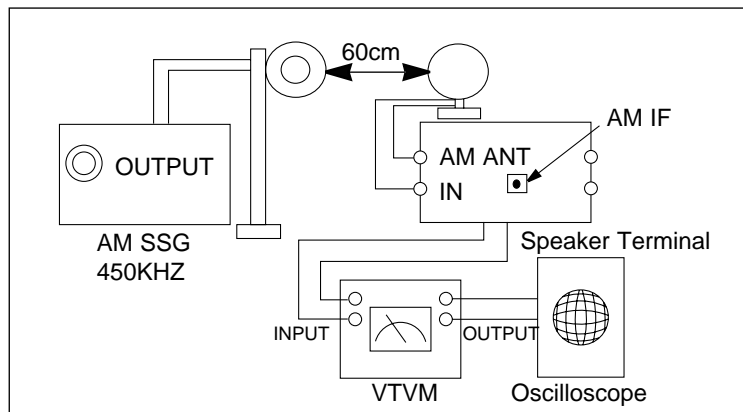 60cm
AM IF
OUTPUT
AM ANT
IN
AM SSG
450KHZ
Speaker Terminal
INPUT
OUTPUT
VTVM
Oscilloscope